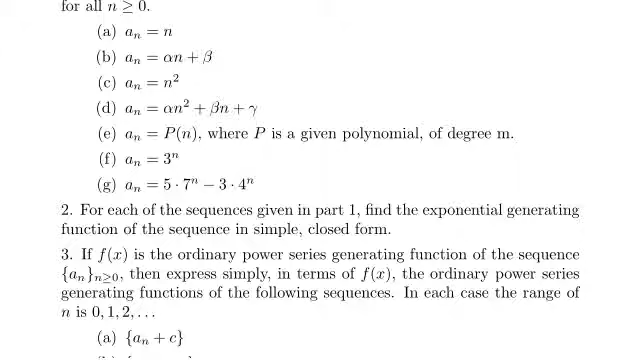 for all n ≥ 0.
(a) aₙ = n
(b) aₙ = αn + β
(c) aₙ = n²
(d) aₙ = αn² + βn + γ
(e) aₙ = P(n), where P is a given polynomial, of degree m.
(f) aₙ = 3ⁿ
(g) aₙ = 5 · 7ⁿ − 3 · 4ⁿ
2. For each of the sequences given in part 1, find the exponential generating
function of the sequence in simple, closed form.
3. If f(x) is the ordinary power series generating function of the sequence
{aₙ}ₙ≥₀, then express simply, in terms of f(x), the ordinary power series
generating functions of the following sequences. In each case the range of
n is 0, 1, 2, . . .
(a) {aₙ + c}